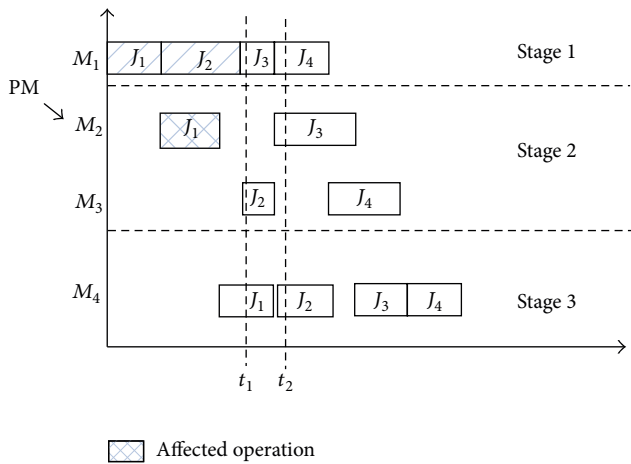 M₁ J₁ J₂ J₃ J₄ Stage 1
PM
M₂ J₁ J₃ Stage 2
M₃ J₂ J₄
M₄ J₁ J₂ J₃ J₄ Stage 3
t₁ t₂
Affected operation